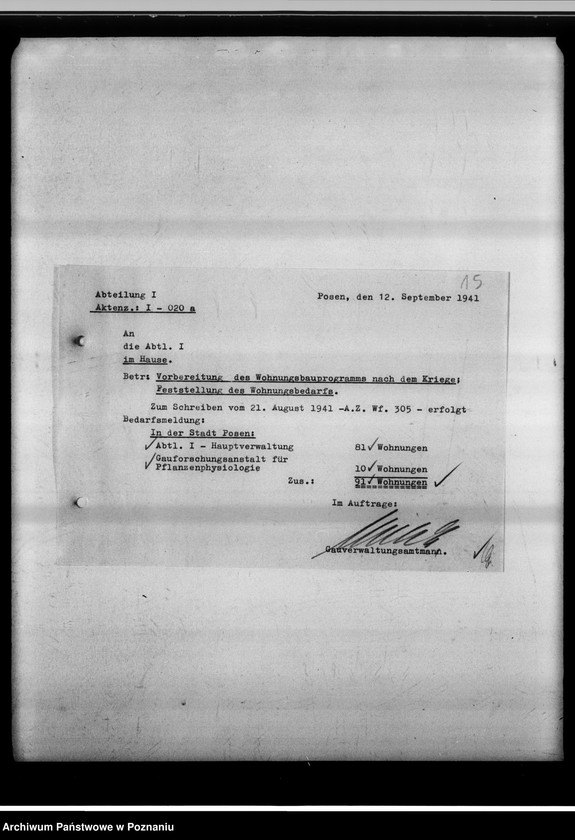 15
Abteilung I
Posen, den 12. September 1941
Aktenz.: I - 020 a
An
die Abtl. I
im Hause.
Betr: Vorbereitung des Wohnungsbauprogramms nach dem Kriege;
Feststellung des Wohnungsbedarfs.
Zum Schreiben vom 21. August 1941 -A.Z. Wf. 305 - erfolgt
Bedarfsmeldung:
In der Stadt Posen:
Abtl. I - Hauptverwaltung 81 Wohnungen
Gauforschungsanstalt für
Pflanzenphysiologie 10 Wohnungen
Zus.: 91 Wohnungen
Im Auftrage:
Gauverwaltungsamtmann.
Archiwum Państwowe w Poznaniu